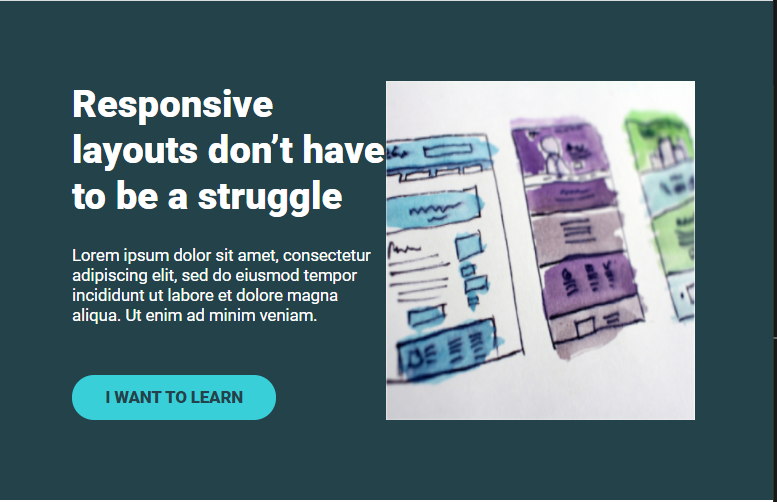 Responsive
layouts don’t have
to be a struggle
Lorem ipsum dolor sit amet, consectetur
adipiscing elit, sed do eiusmod tempor
incididunt ut labore et dolore magna
aliqua. Ut enim ad minim veniam.
I WANT TO LEARN